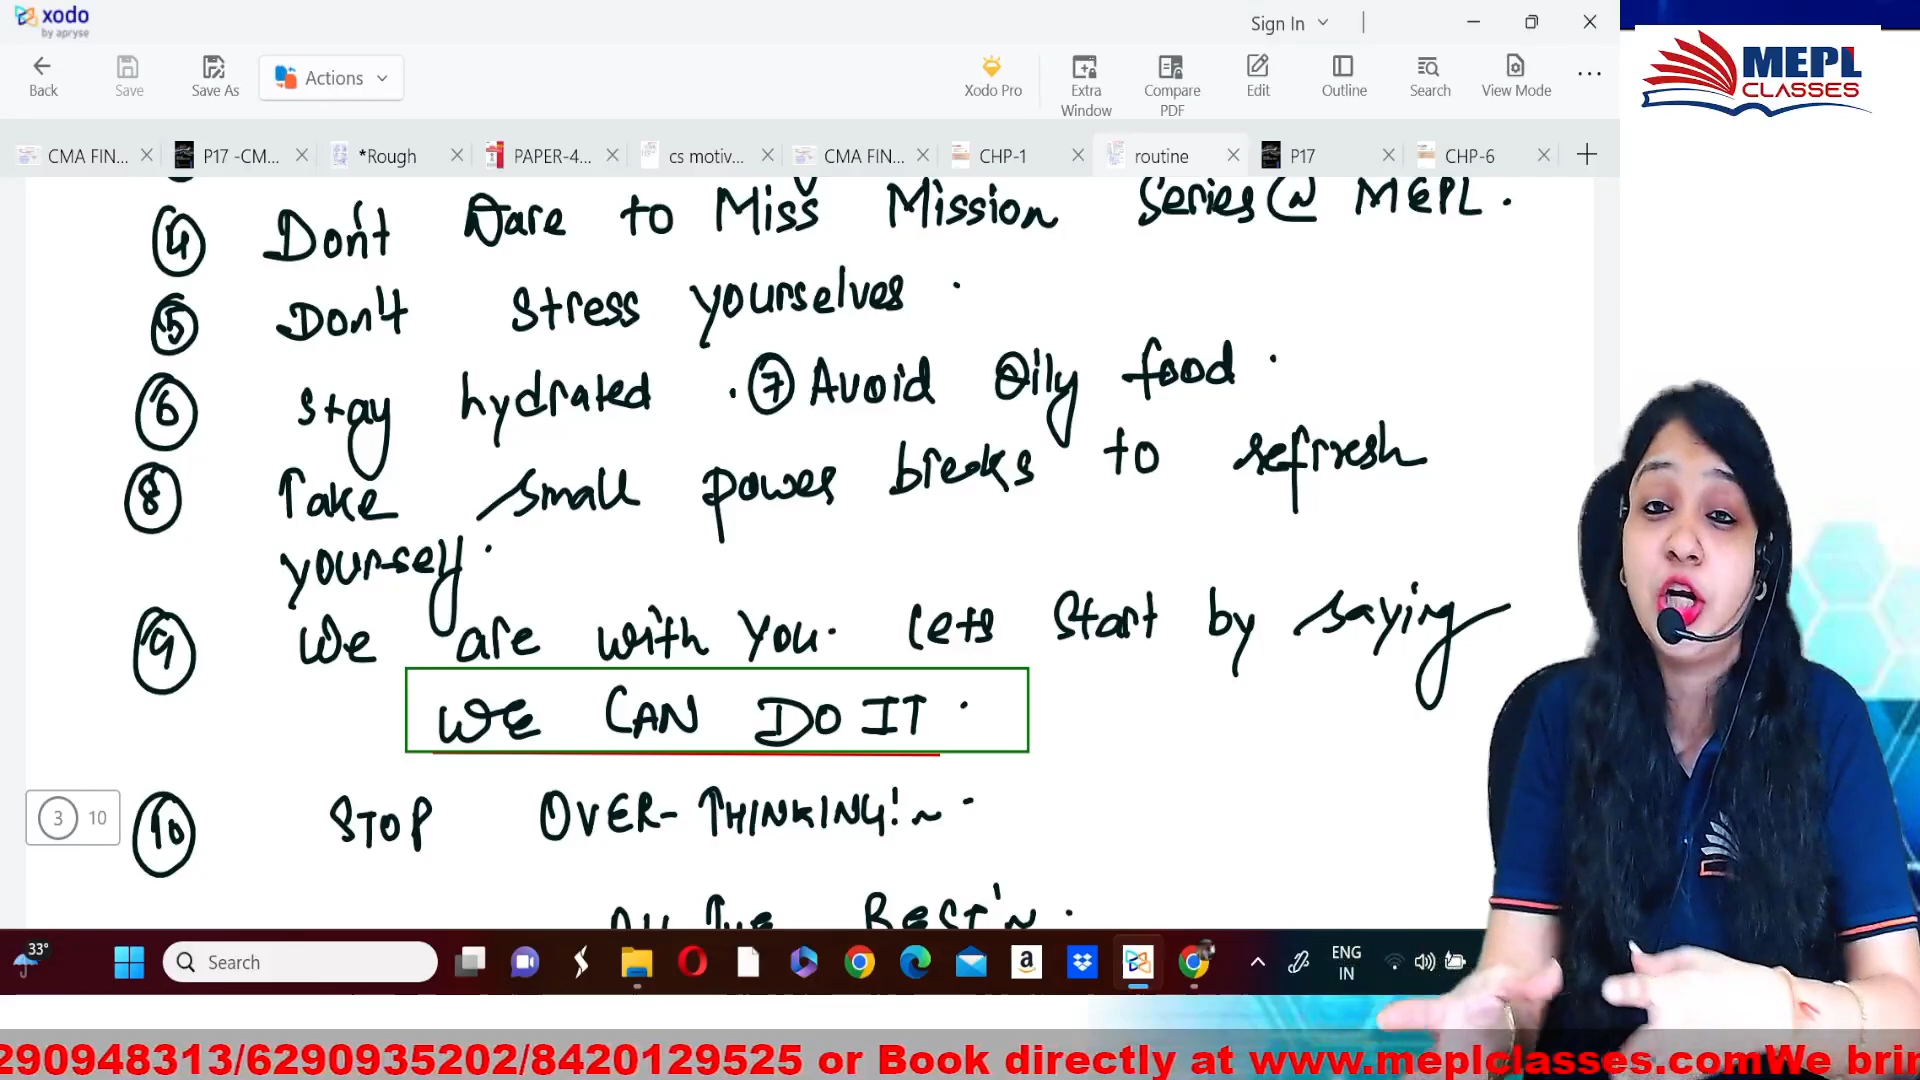 xodo
by apryse
Sign In
Back
Save
Save As
Actions
Xodo Pro
Extra Window
Compare PDF
Edit
Outline
Search
View Mode
MEPL
CLASSES
CMA FIN...
P17 -CM...
*Rough
PAPER-4...
cs motiv...
CMA FIN...
CHP-1
routine
P17
CHP-6
④ Don't Dare to Miss Mission Series @ MEPL.
⑤ Don't stress yourselves.
⑥ Stay hydrated. ⑦ Avoid Oily food.
⑧ Take small power breaks to refresh
yourself.
⑨ We are with you. Lets Start by saying
WE CAN DO IT.
3 10
⑩ STOP OVER-THINKING!~
BEST
33°
Search
ENG
IN
290948313/6290935202/8420129525 or Book directly at www.meplclasses.comWe brin